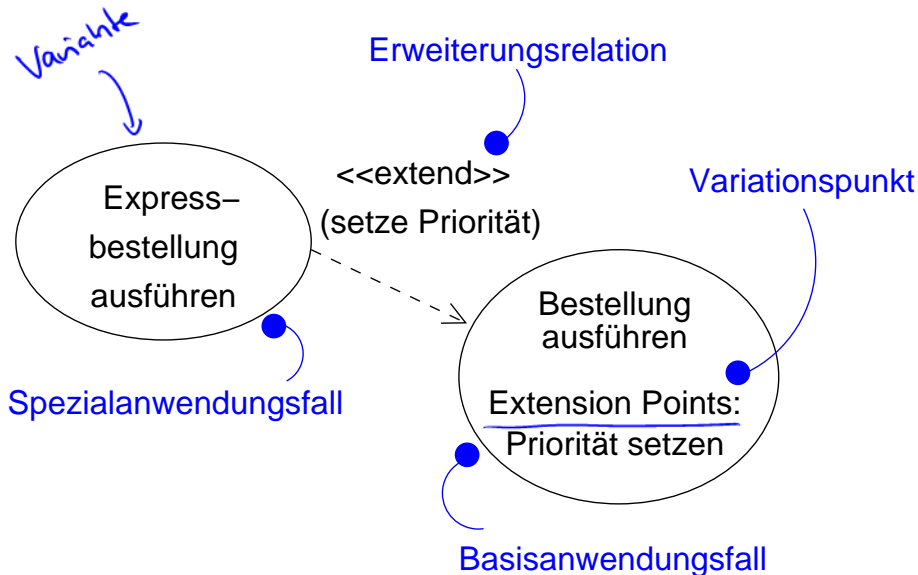 Variante
Erweiterungsrelation
<<extend>>
(setze Priorität)
Variationspunkt
Express–
bestellung
ausführen
Bestellung
ausführen
Extension Points:
Priorität setzen
Spezialanwendungsfall
Basisanwendungsfall